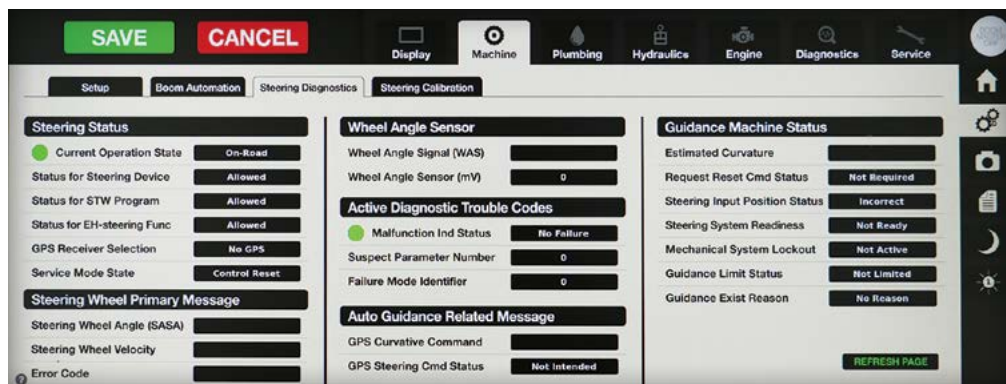 SAVE
CANCEL
Display
Machine
Plumbing
Hydraulics
Engine
Diagnostics
Service
Setup
Boom Automation
Steering Diagnostics
Steering Calibration
Steering Status
Current Operation State On-Road
Status for Steering Device Allowed
Status for STW Program Allowed
Status for EH-steering Func Allowed
GPS Receiver Selection No GPS
Service Mode State Control Reset
Steering Wheel Primary Message
Steering Wheel Angle (SASA)
Steering Wheel Velocity
Error Code
Wheel Angle Sensor
Wheel Angle Signal (WAS)
Wheel Angle Sensor (mV) 0
Active Diagnostic Trouble Codes
Malfunction Ind Status No Failure
Suspect Parameter Number 0
Failure Mode Identifier 0
Auto Guidance Related Message
GPS Curvative Command
GPS Steering Cmd Status Not Intended
Guidance Machine Status
Estimated Curvature
Request Reset Cmd Status Not Required
Steering Input Position Status Incorrect
Steering System Readiness Not Ready
Mechanical System Lockout Not Active
Guidance Limit Status Not Limited
Guidance Exist Reason No Reason
REFRESH PAGE